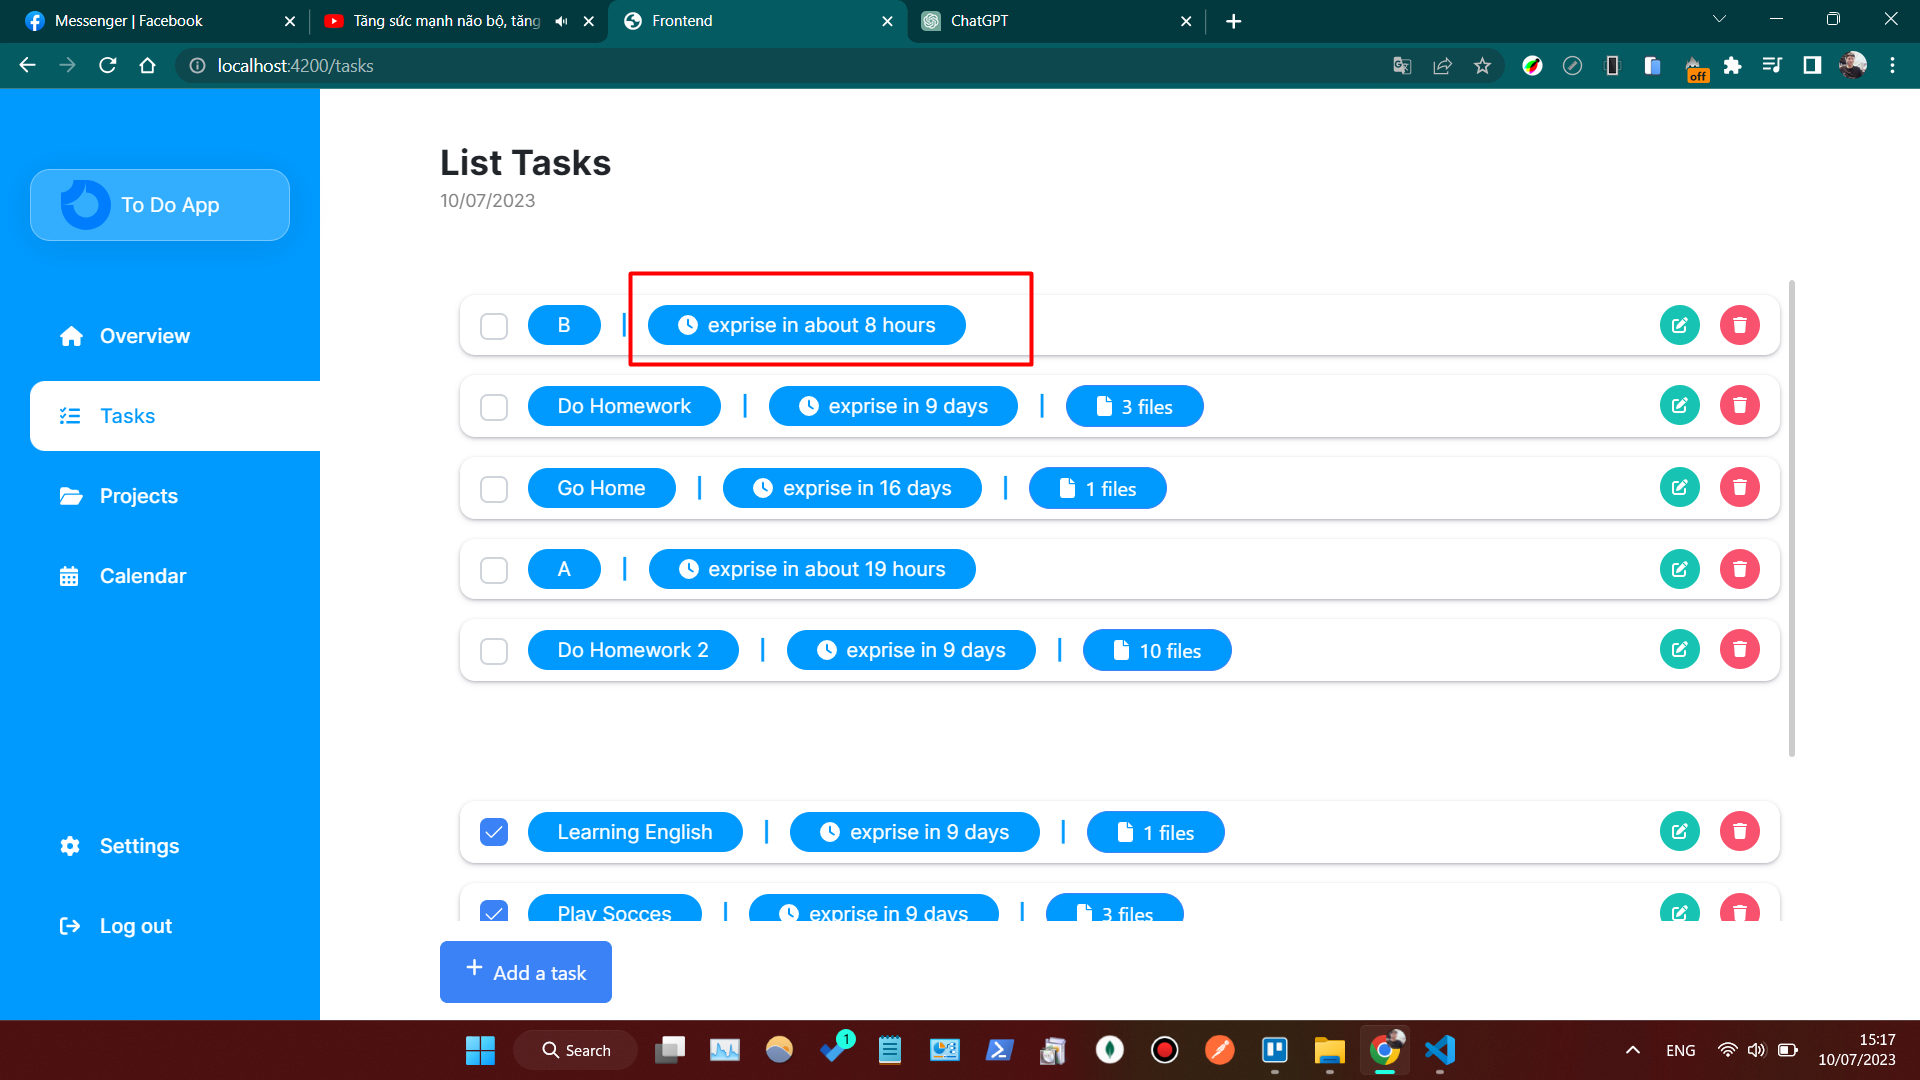 Messenger | Facebook
Tăng sức mạnh não bộ, tăng
Frontend
ChatGPT
localhost:4200/tasks
off
To Do App
Overview
Tasks
Projects
Calendar
Settings
Log out
List Tasks
10/07/2023
B | exprise in about 8 hours
Do Homework | exprise in 9 days | 3 files
Go Home | exprise in 16 days | 1 files
A | exprise in about 19 hours
Do Homework 2 | exprise in 9 days | 10 files
Learning English | exprise in 9 days | 1 files
Play Socces | exprise in 9 days | 3 files
+ Add a task
Search
1
ENG
15:17
10/07/2023